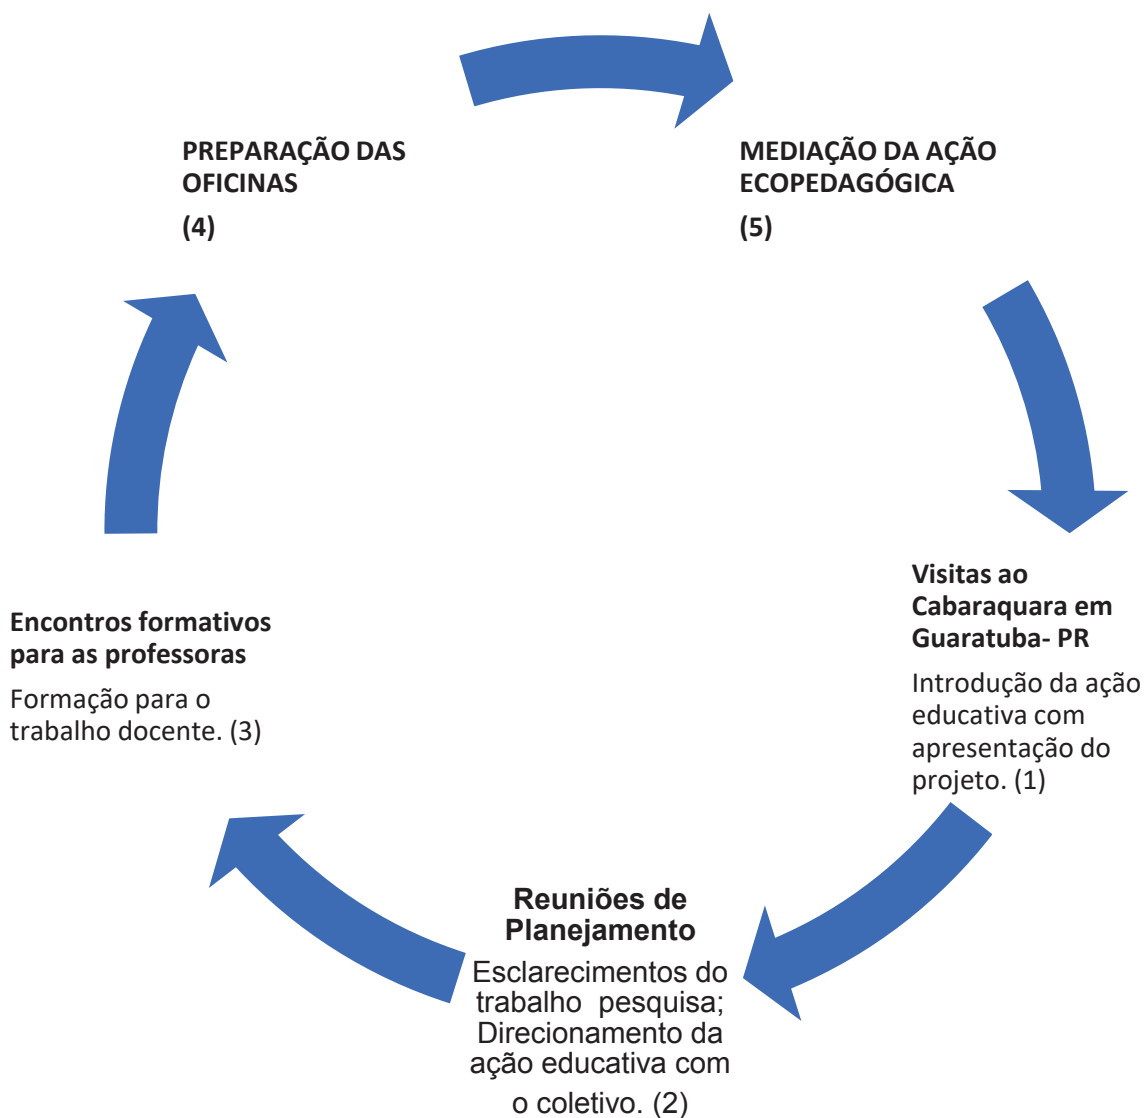 PREPARAÇÃO DAS
OFICINAS
(4)
MEDIAÇÃO DA AÇÃO
ECOPEDAGÓGICA
(5)
Visitas ao
Cabaraquara em
Guaratuba- PR
Introdução da ação
educativa com
apresentação do
projeto. (1)
Reuniões de
Planejamento
Esclarecimentos do
trabalho pesquisa;
Direcionamento da
ação educativa com
o coletivo. (2)
Encontros formativos
para as professoras
Formação para o
trabalho docente. (3)